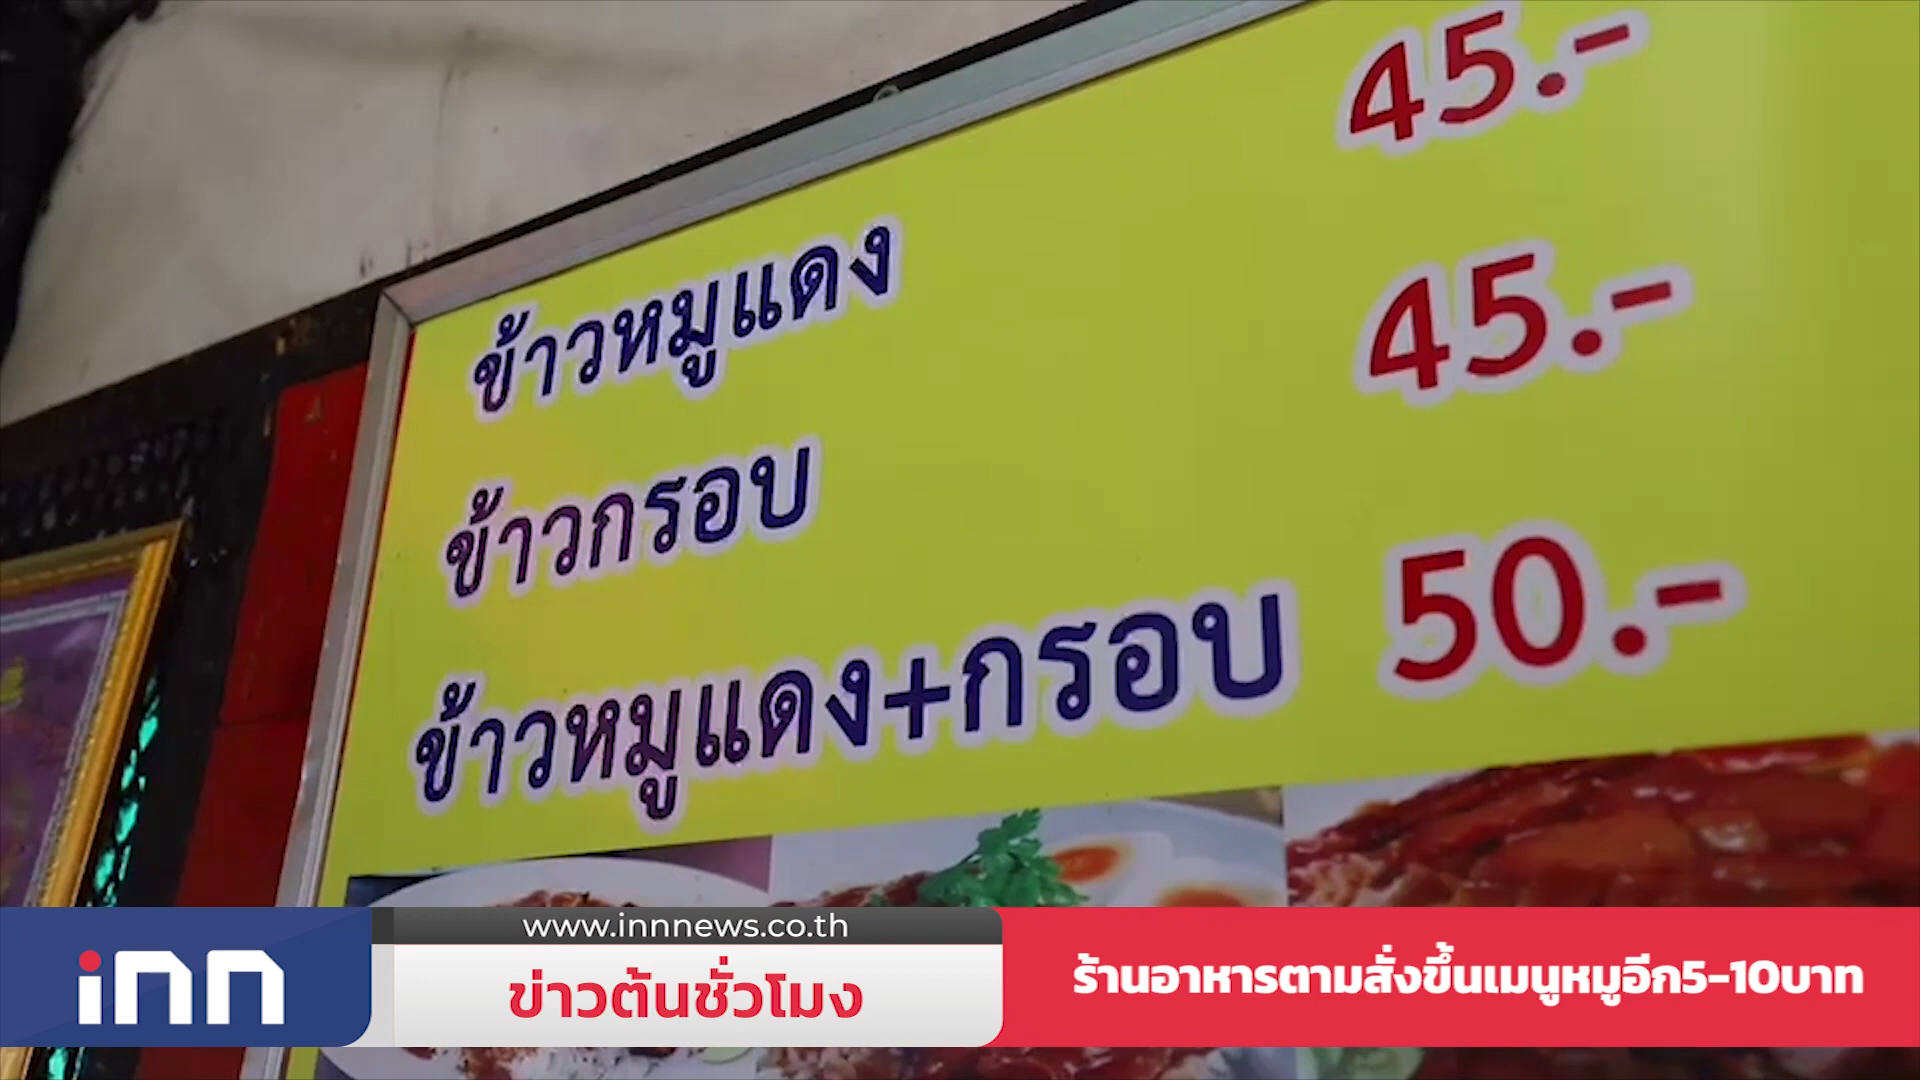 45.-
ข้าวหมูแดง 45.-
ข้าวกรอบ 50.-
ข้าวหมูแดง+กรอบ
inn
www.innnews.co.th
ข่าวต้นชั่วโมง
ร้านอาหารตามสั่งขึ้นเมนูหมูอีก5-10บาท